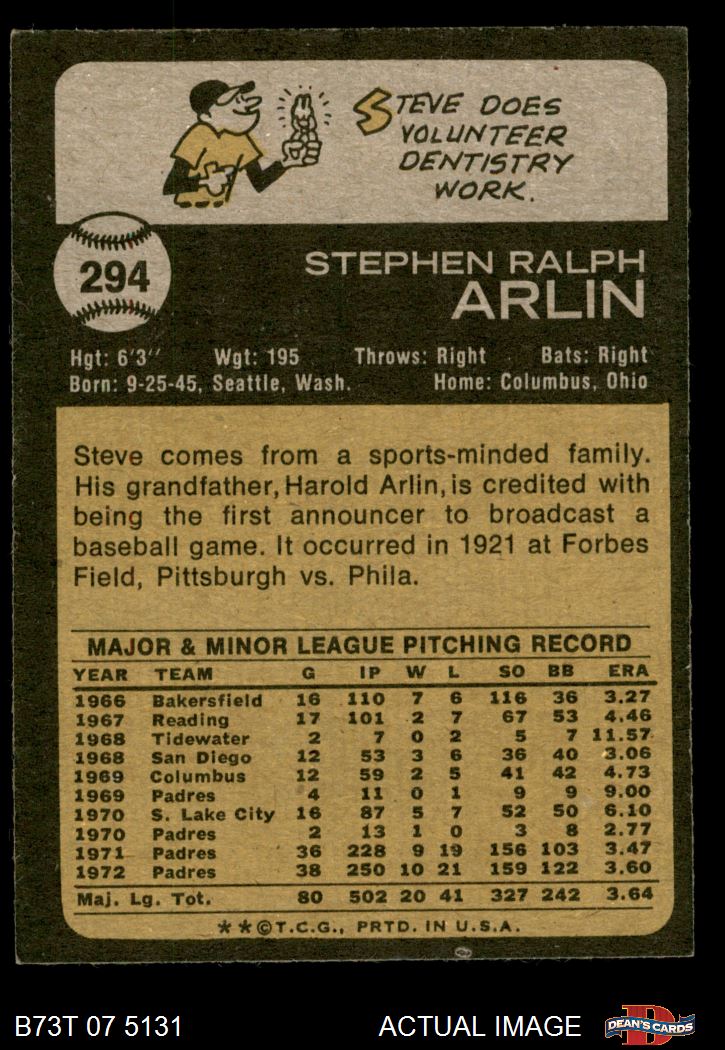 STEVE DOES
VOLUNTEER
DENTISTRY
WORK.
294
STEPHEN RALPH
ARLIN
Hgt: 6'3" Wgt: 195 Throws: Right Bats: Right
Born: 9-25-45, Seattle, Wash. Home: Columbus, Ohio
Steve comes from a sports-minded family.
His grandfather, Harold Arlin, is credited with
being the first announcer to broadcast a
baseball game. It occurred in 1921 at Forbes
Field, Pittsburgh vs. Phila.
MAJOR & MINOR LEAGUE PITCHING RECORD
YEAR TEAM G IP W L SO BB ERA
1966 Bakersfield 16 110 7 6 116 36 3.27
1967 Reading 17 101 2 7 67 53 4.46
1968 Tidewater 2 7 0 2 5 7 11.57
1968 San Diego 12 53 3 6 36 40 3.06
1969 Columbus 12 59 2 5 41 42 4.73
1969 Padres 4 11 0 1 9 9 9.00
1970 S. Lake City 16 87 5 7 52 50 6.10
1970 Padres 2 13 1 0 3 8 2.77
1971 Padres 36 228 9 19 156 103 3.47
1972 Padres 38 250 10 21 159 122 3.60
Maj. Lg. Tot. 80 502 20 41 327 242 3.64
**©T.C.G., PRTD. IN U.S.A.
B73T 07 5131 ACTUAL IMAGE DEAN'S CARDS